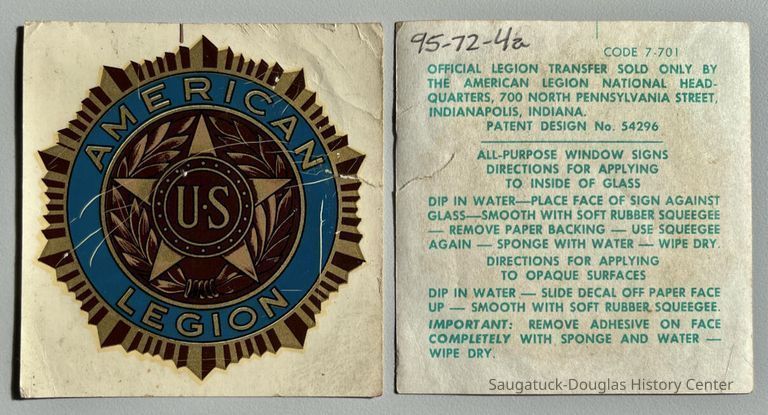 AMERICAN
U·S
LEGION
95-72-4a
CODE 7-701
OFFICIAL LEGION TRANSFER SOLD ONLY BY
THE AMERICAN LEGION NATIONAL HEAD-
QUARTERS, 700 NORTH PENNSYLVANIA STREET,
INDIANAPOLIS, INDIANA.
PATENT DESIGN No. 54296
ALL-PURPOSE WINDOW SIGNS
DIRECTIONS FOR APPLYING
TO INSIDE OF GLASS
DIP IN WATER—PLACE FACE OF SIGN AGAINST
GLASS—SMOOTH WITH SOFT RUBBER SQUEEGEE
— REMOVE PAPER BACKING — USE SQUEEGEE
AGAIN — SPONGE WITH WATER — WIPE DRY.
DIRECTIONS FOR APPLYING
TO OPAQUE SURFACES
DIP IN WATER — SLIDE DECAL OFF PAPER FACE
UP — SMOOTH WITH SOFT RUBBER SQUEEGEE.
IMPORTANT: REMOVE ADHESIVE ON FACE
COMPLETELY WITH SPONGE AND WATER —
WIPE DRY.
Saugatuck-Douglas History Center